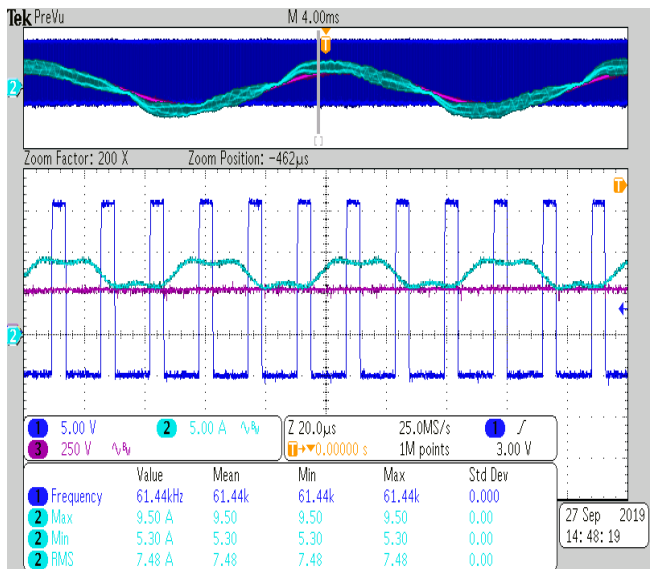 Tek PreVu M 4.00ms
T
2
Zoom Factor: 200 X Zoom Position: -462µs
T
2
1 5.00 V 2 5.00 A Z 20.0µs 25.0MS/s 1
3 250 V T→▼0.00000 s 1M points 3.00 V
Value Mean Min Max Std Dev
1 Frequency 61.44kHz 61.44k 61.44k 61.44k 0.000
2 Max 9.50 A 9.50 9.50 9.50 0.00
2 Min 5.30 A 5.30 5.30 5.30 0.00
2 RMS 7.48 A 7.48 7.48 7.48 0.00
27 Sep 2019
14:48:19